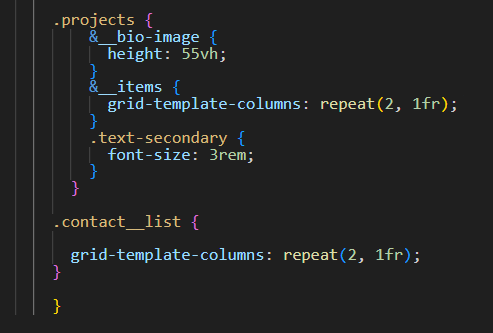 .projects {
&__bio-image {
height: 55vh;
}
&__items {
grid-template-columns: repeat(2, 1fr);
}
.text-secondary {
font-size: 3rem;
}
}
.contact__list {
grid-template-columns: repeat(2, 1fr);
}
}